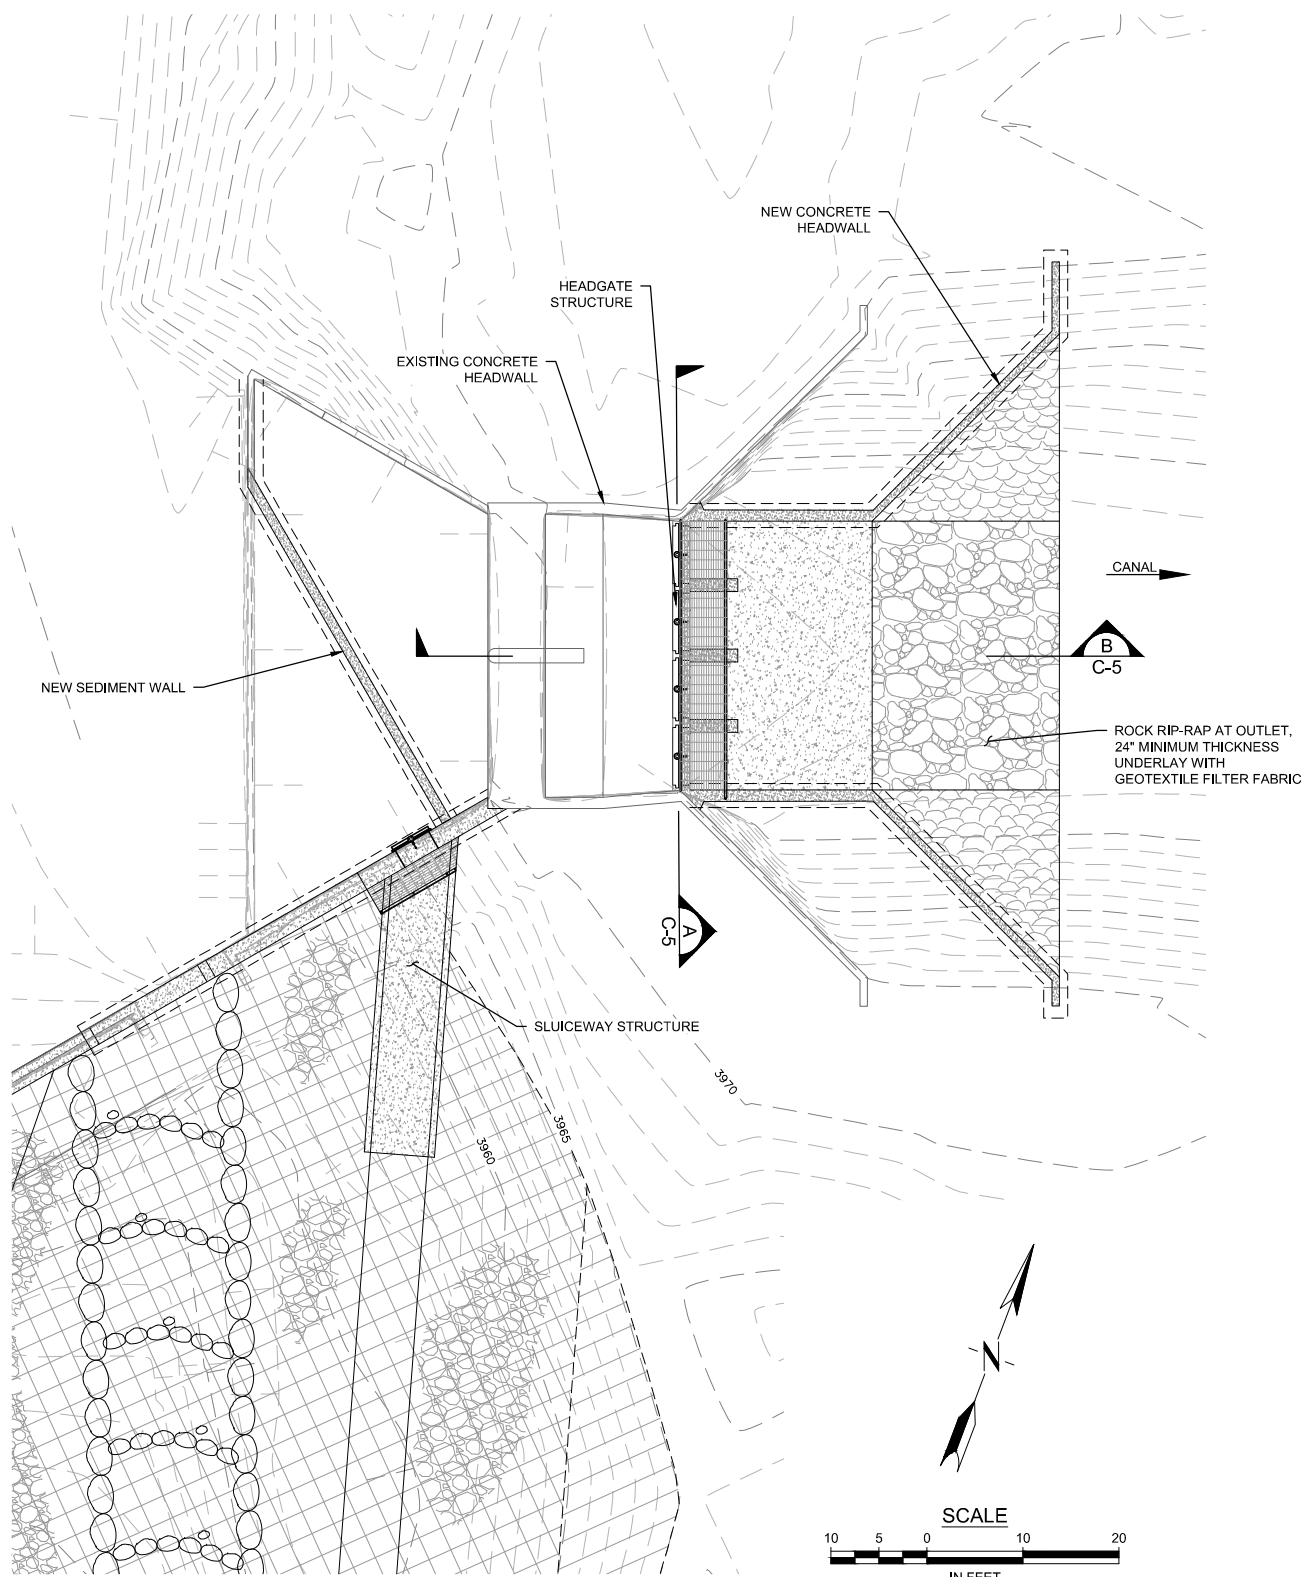 NEW CONCRETE
HEADWALL
HEADGATE
STRUCTURE
EXISTING CONCRETE
HEADWALL
CANAL
B
C-5
NEW SEDIMENT WALL
ROCK RIP-RAP AT OUTLET,
24" MINIMUM THICKNESS
UNDERLAY WITH
GEOTEXTILE FILTER FABRIC
A
C-5
SLUICEWAY STRUCTURE
3970
3965
3960
N
SCALE
10 5 0 10 20
IN FEET